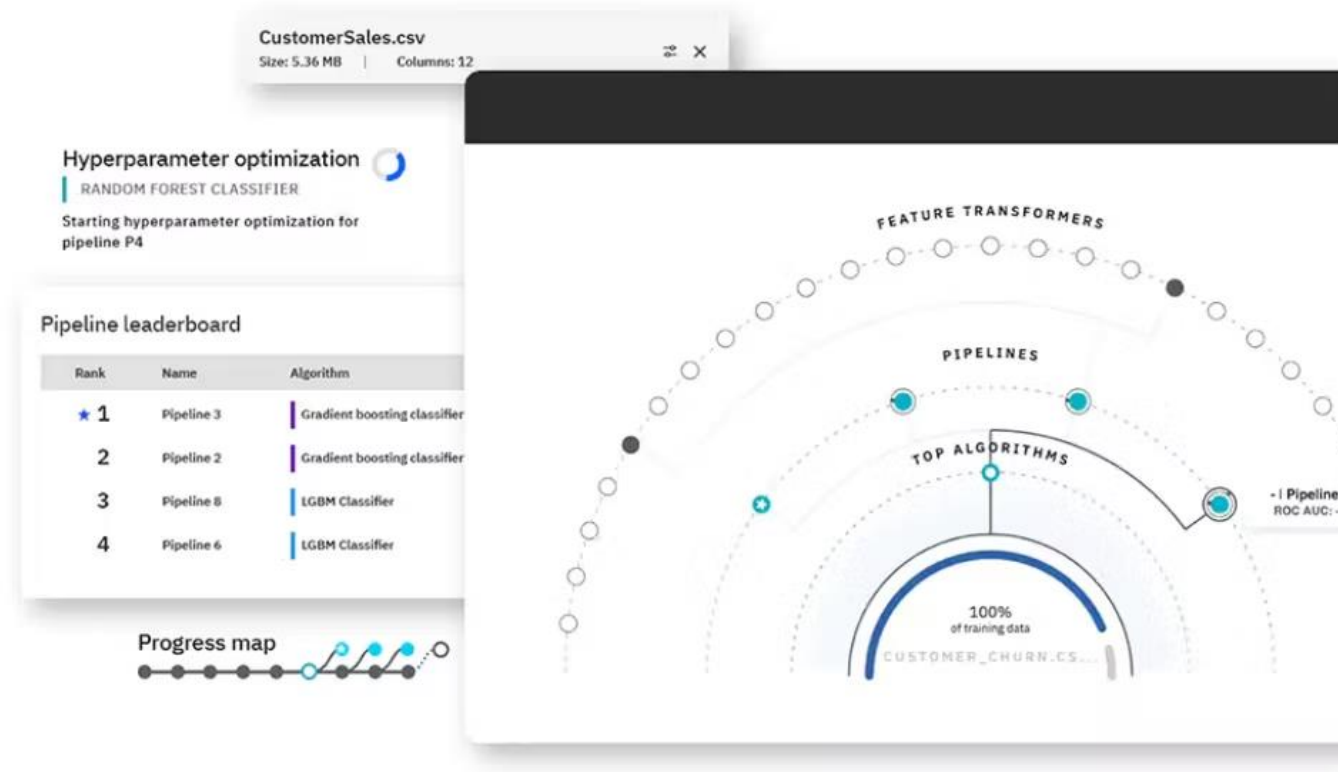 CustomerSales.csv
Size: 5.36 MB | Columns: 12
Hyperparameter optimization
RANDOM FOREST CLASSIFIER
Starting hyperparameter optimization for
pipeline P4
Pipeline leaderboard
Rank Name Algorithm
1 Pipeline 3 Gradient boosting classifier
2 Pipeline 2 Gradient boosting classifier
3 Pipeline 8 LGBM Classifier
4 Pipeline 6 LGBM Classifier
Progress map
FEATURE TRANSFORMERS
PIPELINES
TOP ALGORITHMS
- | Pipeline
ROC AUC: -
100%
of training data
CUSTOMER_CHURN.CS...